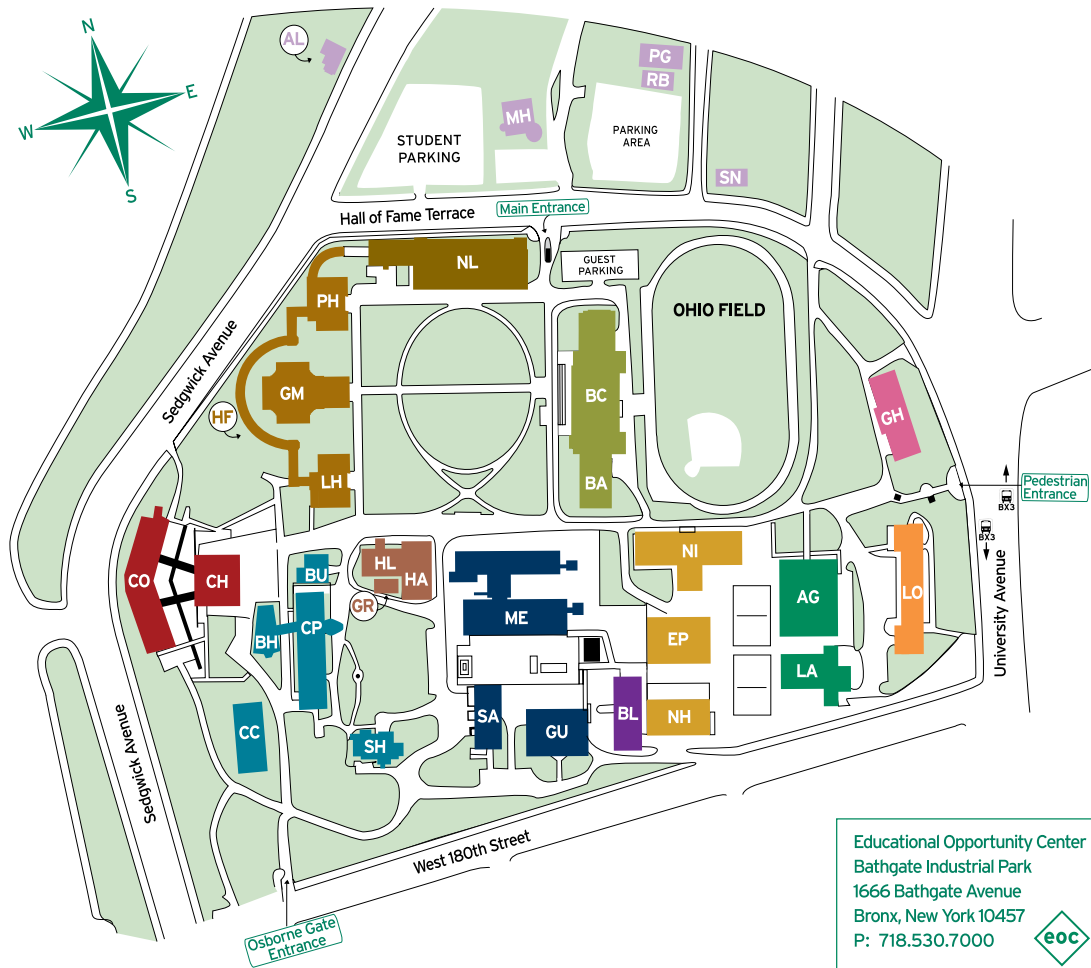 N
E
W
S
AL
PG
RB
MH
STUDENT
PARKING
PARKING
AREA
SN
Main Entrance
Hall of Fame Terrace
NL
GUEST
PARKING
PH
OHIO FIELD
Sedgwick Avenue
GM
BC
HF
GH
LH
BA
Pedestrian
Entrance
BX3
BX3
CO
CH
BU
HL
HA
GR
NI
ME
AG
LO
BH
CP
EP
LA
University Avenue
CC
SH
SA
GU
BL
NH
Sedgwick Avenue
West 180th Street
Osborne Gate
Entrance
Educational Opportunity Center
Bathgate Industrial Park
1666 Bathgate Avenue
Bronx, New York 10457
P: 718.530.7000
eoc